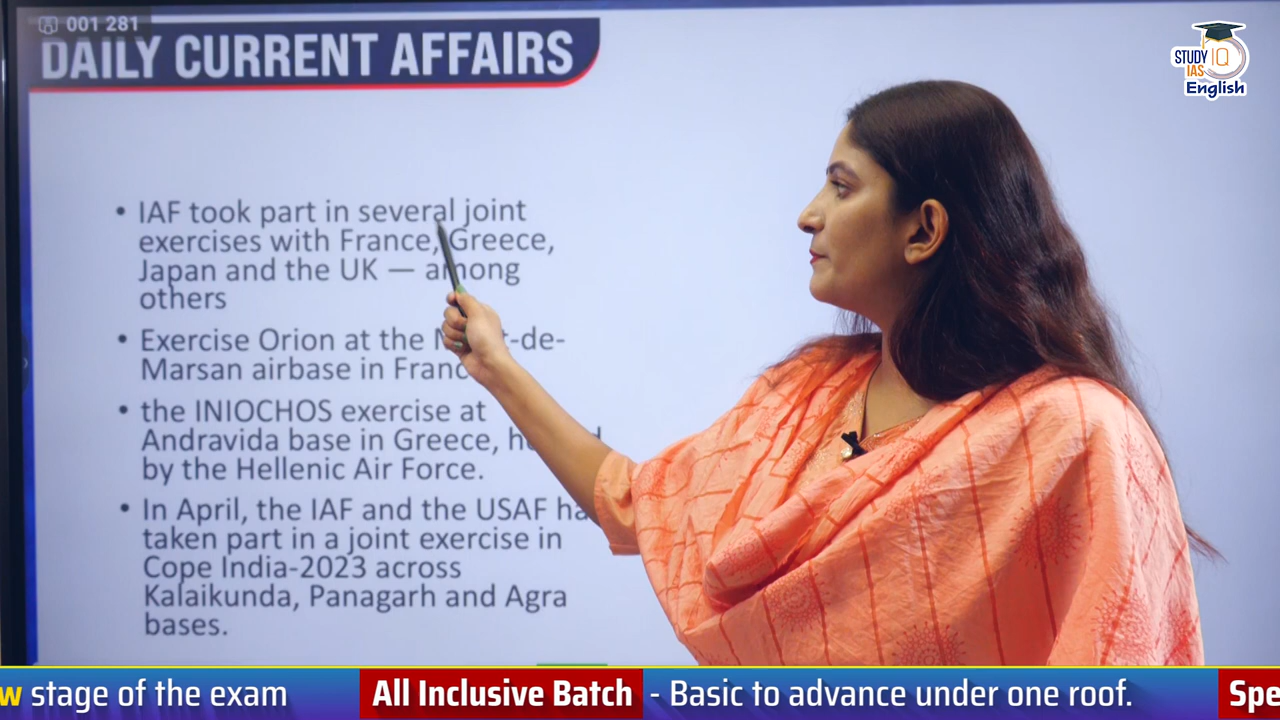 001 281
DAILY CURRENT AFFAIRS
STUDY IQ
IAS
English
• IAF took part in several joint
exercises with France, Greece,
Japan and the UK — among
others
• Exercise Orion at the
Marsan airbase in
• the INIOCHOS exercise at
Andravida base in Greece,
by the Hellenic Air Force.
• In April, the IAF and the USAF
taken part in a joint exercise in
Cope India-2023 across
Kalaikunda, Panagarh and Agra
bases.
stage of the exam All Inclusive Batch - Basic to advance under one roof.